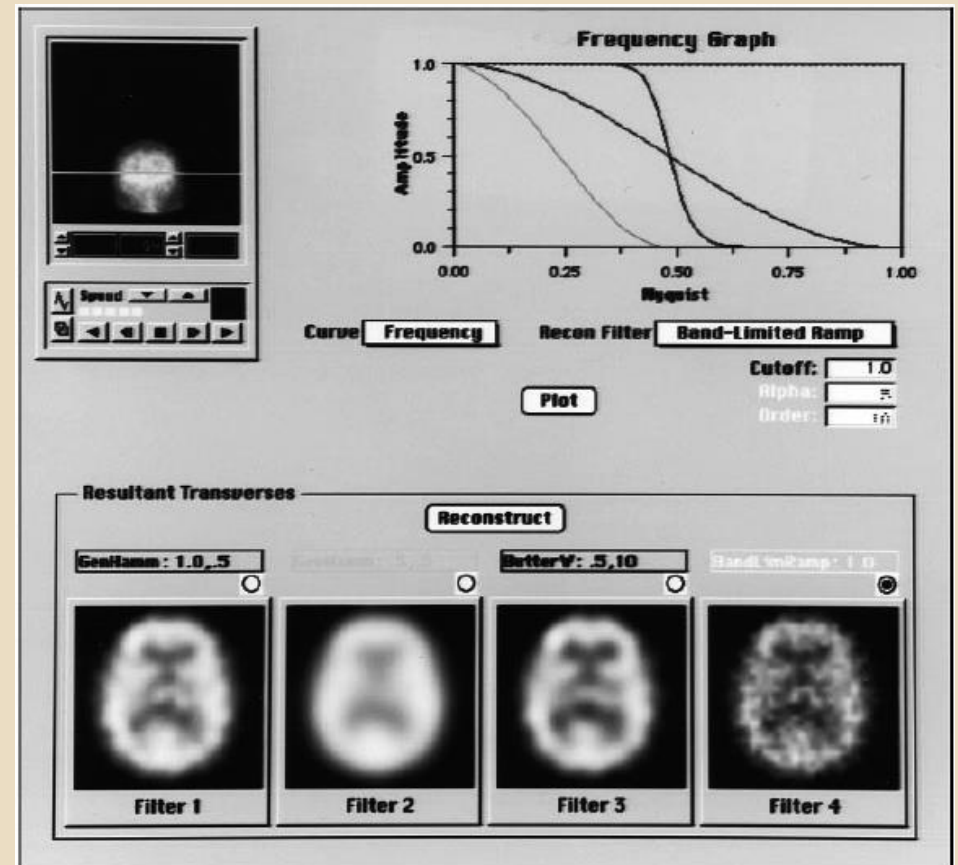 Frequency Graph
1.0
0.5
0.0
Amplitude
0.00 0.25 0.50 0.75 1.00
Nyquist
Speed
Curve Frequency Recon Filter Band-Limited Ramp
Cutoff: 1.0
Alpha:
Order:
Plot
Resultant Transverses
Reconstruct
GenHamm: 1.0,.5
ButterW: .5,10
BandLimRamp: 1.0
Filter 1 Filter 2 Filter 3 Filter 4